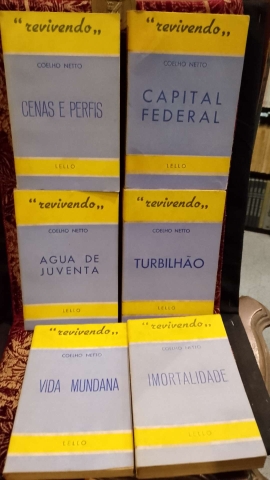 "revivendo„
COELHO NETTO
CENAS E PERFIS
LELLO
"revivendo„
COELHO NETTO
CAPITAL
FEDERAL
LELLO
"revivendo„
COELHO NETTO
AGUA DE
JUVENTA
LELLO
"revivendo„
COELHO NETTO
TURBILHÃO
LELLO
"revivendo„
COELHO NETTO
VIDA MUNDANA
LELLO
"revivendo„
COELHO NETTO
IMORTALIDADE
LELLO